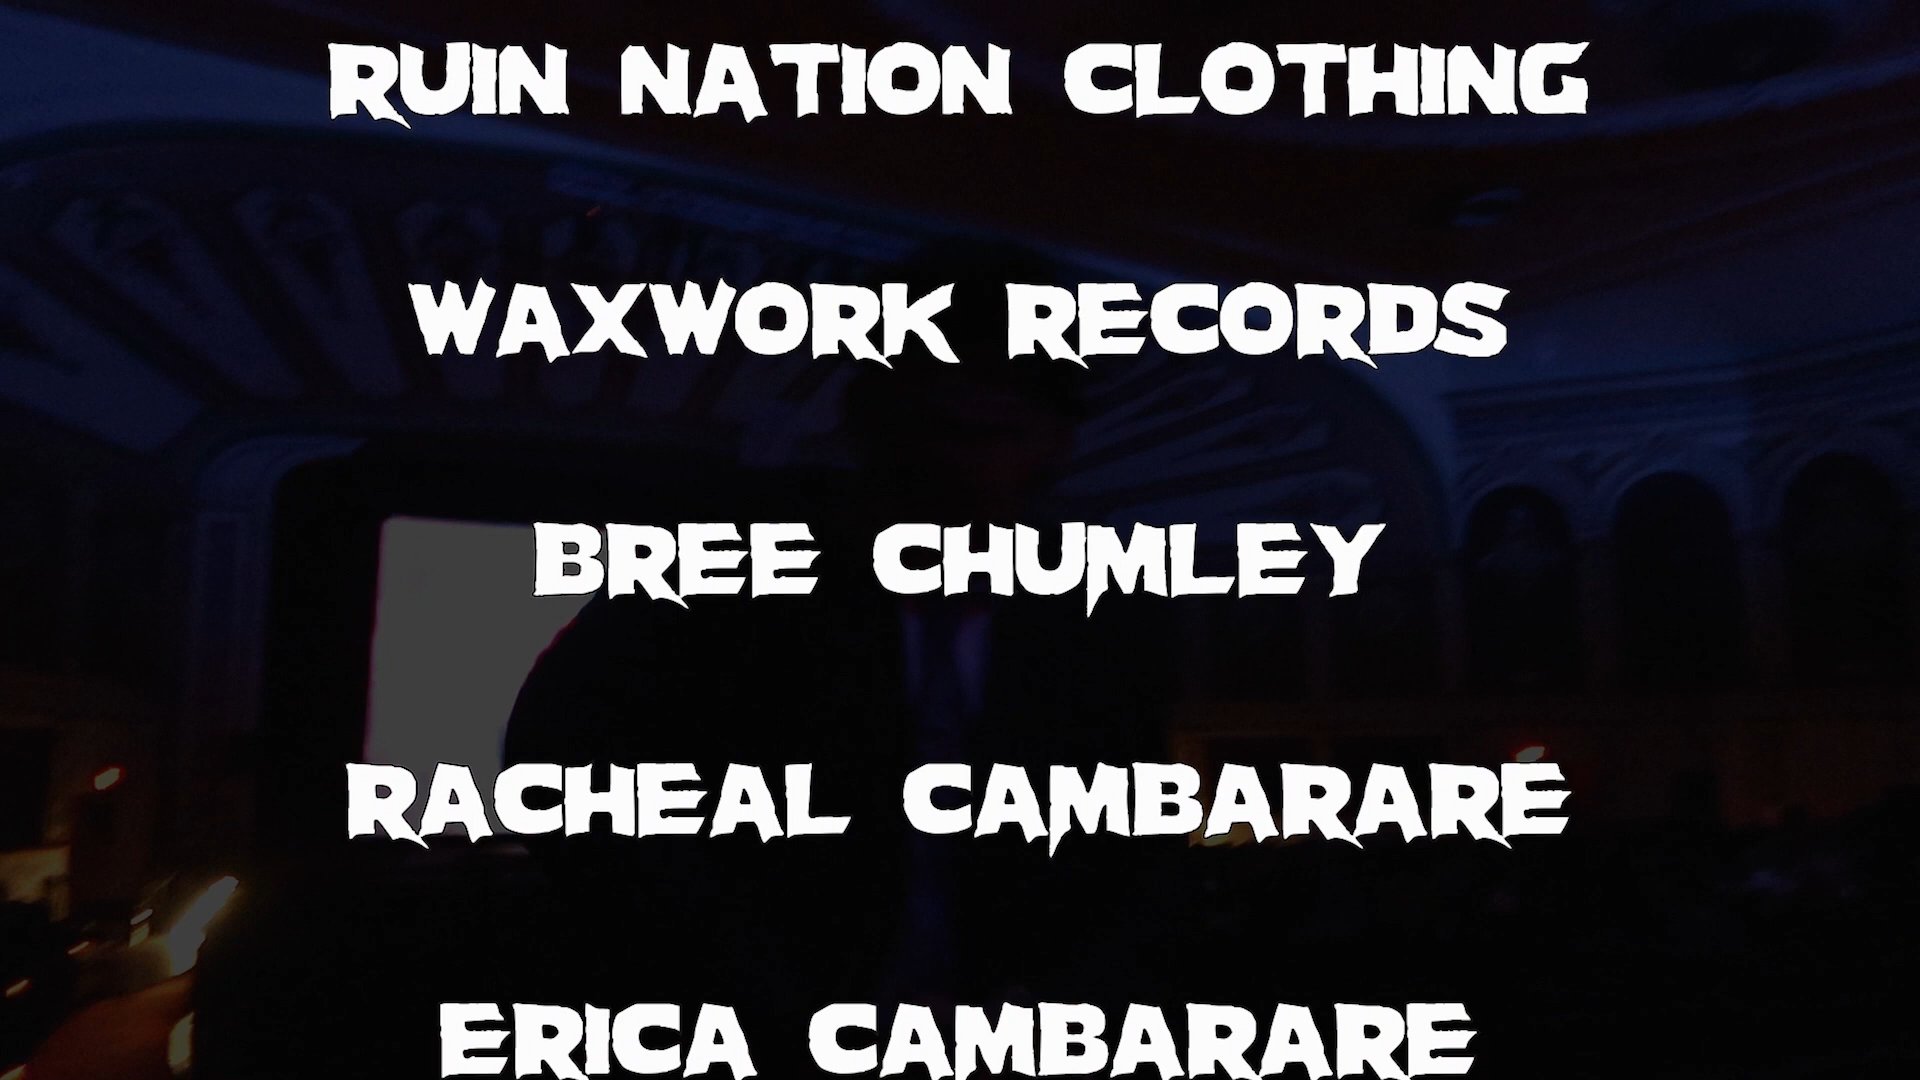 RUIN NATION CLOTHING
WAXWORK RECORDS
BREE CHUMLEY
RACHEAL CAMBARARE
ERICA CAMBARARE